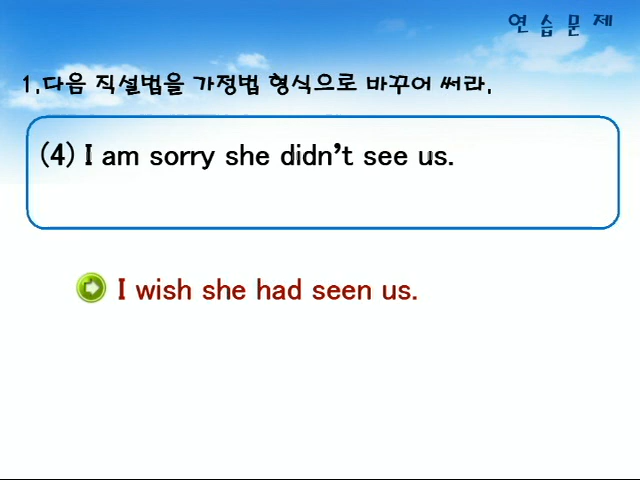 연 습 문 제
1.다음 직설법을 가정법 형식으로 바꾸어 써라.
(4) I am sorry she didn't see us.
I wish she had seen us.